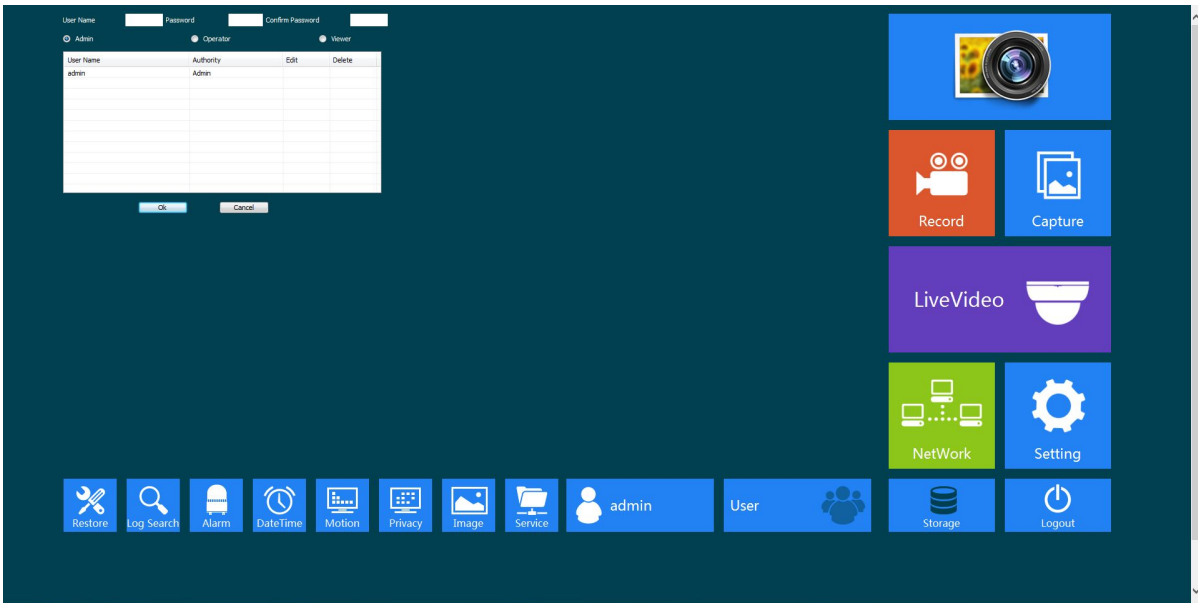 User Name Password Confirm Password
Admin Operator Viewer
User Name Authority Edit Delete
admin Admin
Ok Cancel
Record Capture
LiveVideo
NetWork Setting
Restore Log Search Alarm DateTime Motion Privacy Image Service admin User Storage Logout